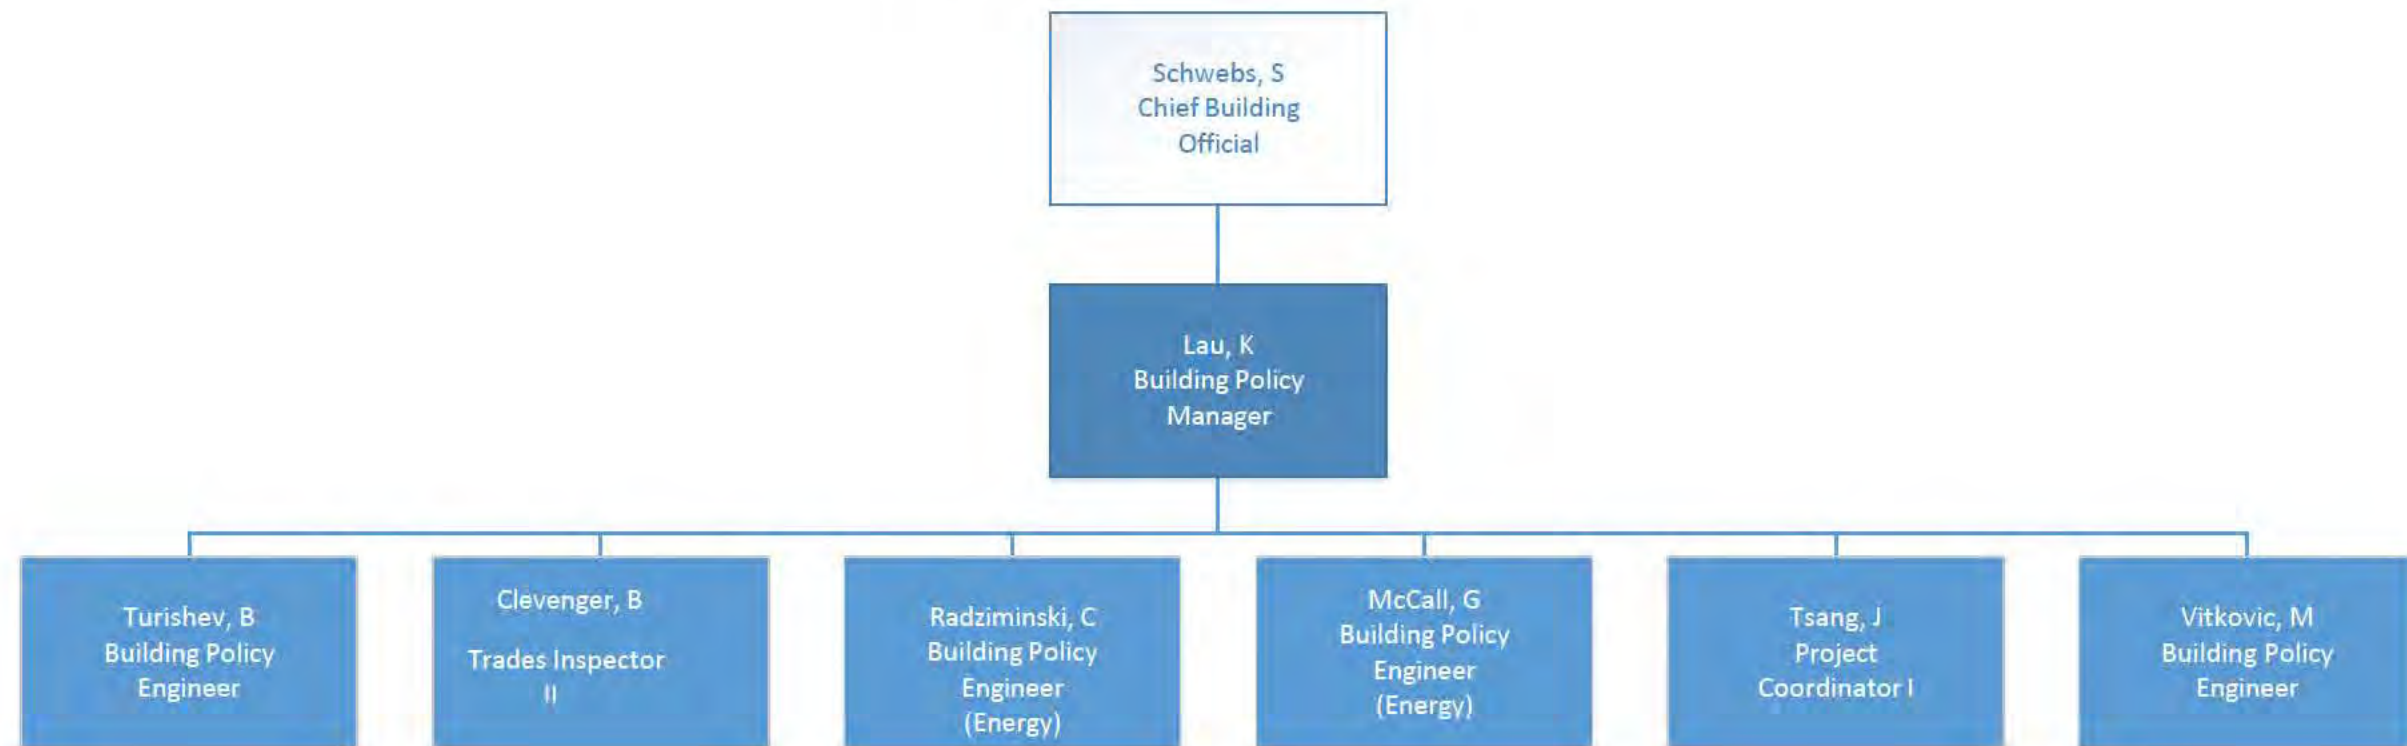 Schwebs, S
Chief Building
Official
Lau, K
Building Policy
Manager
Turishev, B
Building Policy
Engineer
Clevenger, B
Trades Inspector
II
Radziminski, C
Building Policy
Engineer
(Energy)
McCall, G
Building Policy
Engineer
(Energy)
Tsang, J
Project
Coordinator I
Vitkovic, M
Building Policy
Engineer